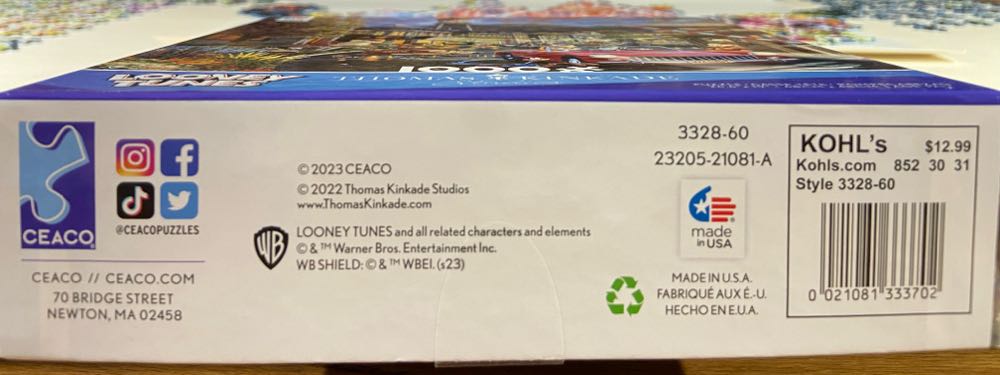 LOONEY
TUNES
1000
CEACO
CEACO // CEACO.COM
70 BRIDGE STREET
NEWTON, MA 02458
@CEACOPUZZLES
© 2023 CEACO
© 2022 Thomas Kinkade Studios
www.ThomasKinkade.com
WB
LOONEY TUNES and all related characters and elements
© & ™ Warner Bros. Entertainment Inc.
WB SHIELD: © & ™ WBEI. (s23)
3328-60
23205-21081-A
made
in USA
MADE IN U.S.A.
FABRIQUÉ AUX É.-U.
HECHO EN E.U.A.
KOHL's $12.99
Kohls.com 852 30 31
Style 3328-60
0 021081 333702